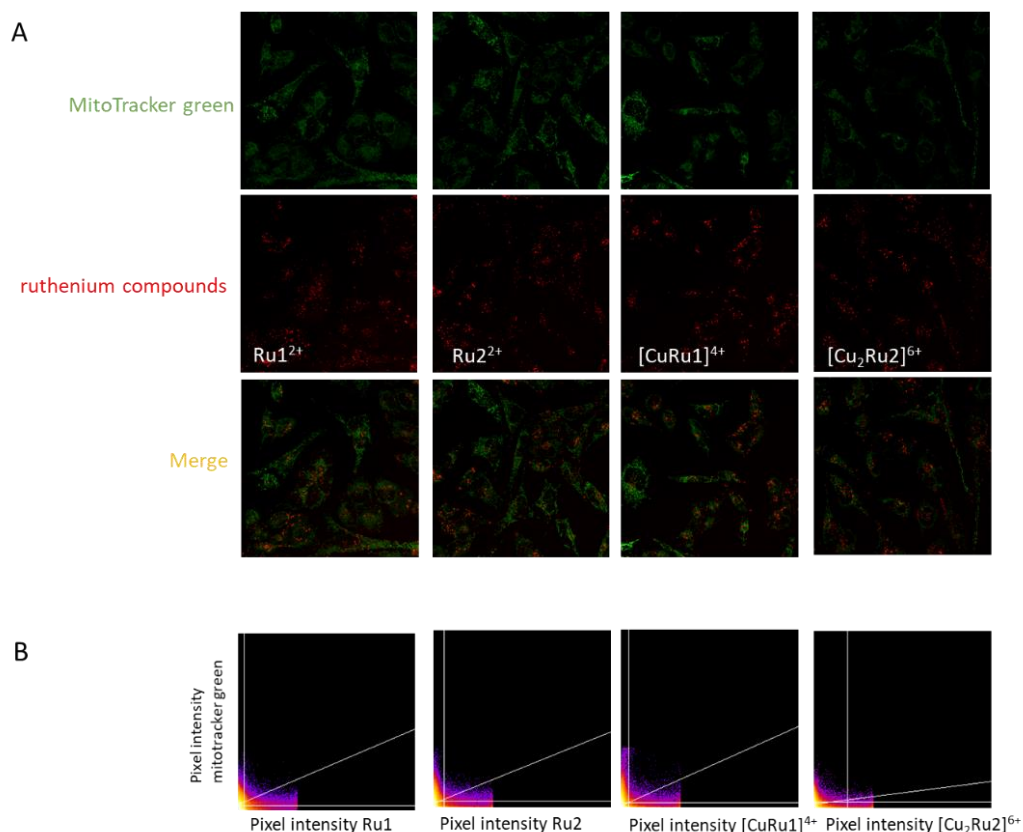 A
MitoTracker green
ruthenium compounds
Ru1²⁺
Ru2²⁺
[CuRu1]⁴⁺
[Cu₂Ru2]⁶⁺
Merge
B
Pixel intensity
mitotracker green
Pixel intensity Ru1
Pixel intensity Ru2
Pixel intensity [CuRu1]⁴⁺
Pixel intensity [Cu₂Ru2]⁶⁺